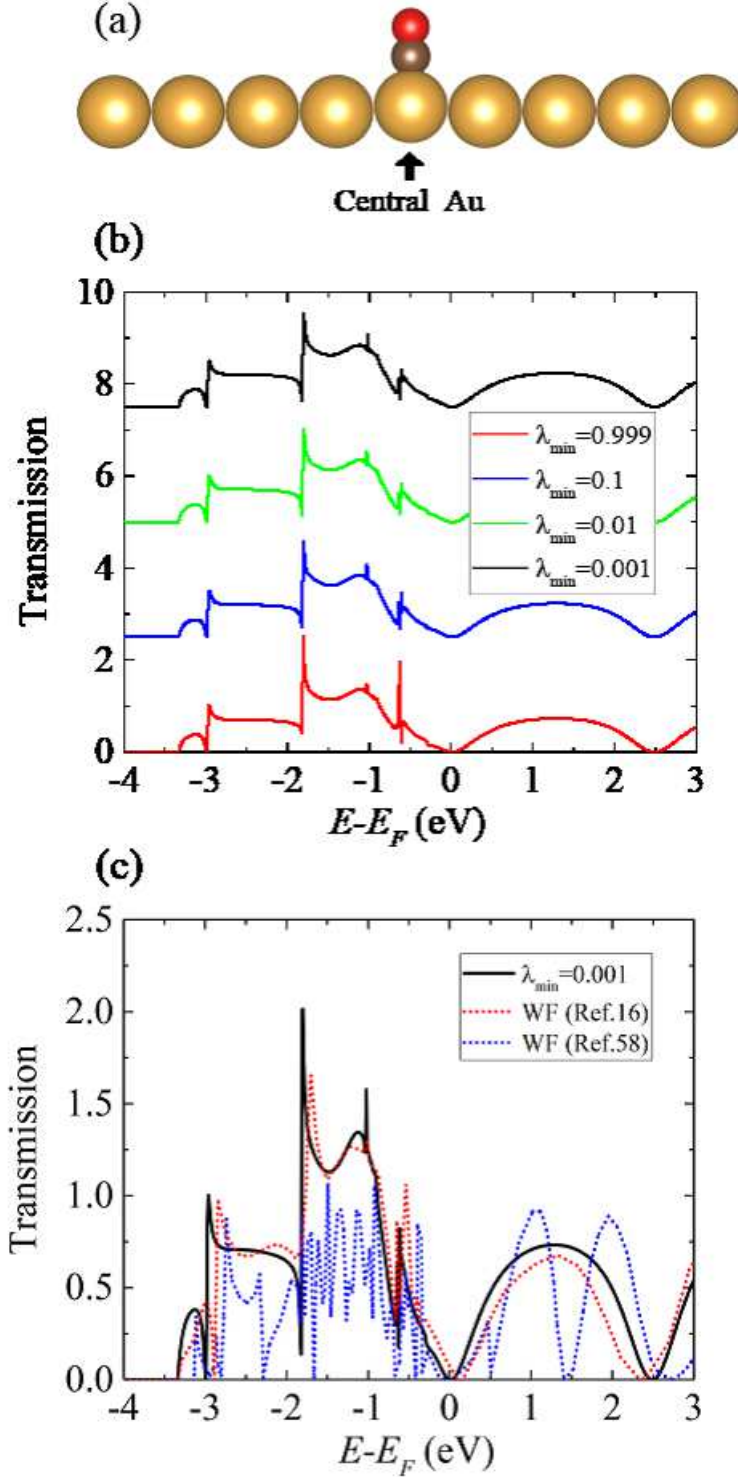 (a)
Central Au
(b)
10
8
6
4
2
0
Transmission
λmin=0.999
λmin=0.1
λmin=0.01
λmin=0.001
-4 -3 -2 -1 0 1 2 3
E-EF (eV)
(c)
2.5
2.0
1.5
1.0
0.5
0.0
Transmission
λmin=0.001
WF (Ref.16)
WF (Ref.58)
-4 -3 -2 -1 0 1 2 3
E-EF (eV)